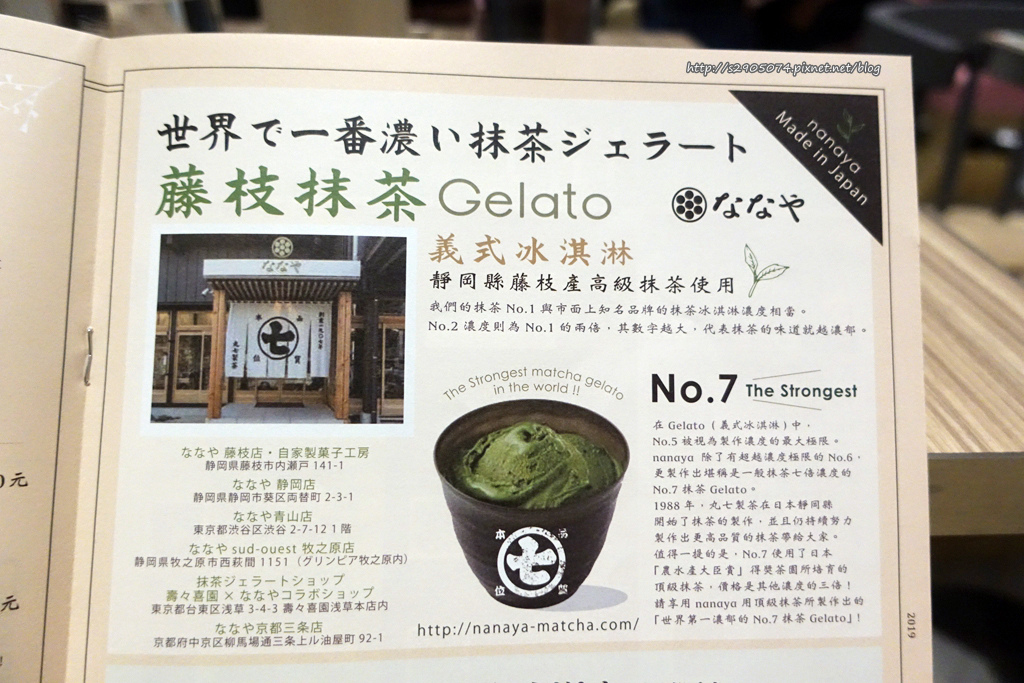 http://s2905074.pixnet.net/blog
世界で一番濃い抹茶ジェラート
藤枝抹茶 Gelato
ななや
nanaya
Made in Japan
義式冰淇淋
靜岡縣藤枝產高級抹茶使用
我們的抹茶 No.1 與市面上知名品牌的抹茶冰淇淋濃度相當。
No.2 濃度則為 No.1 的兩倍，其數字越大，代表抹茶的味道就越濃郁。
ななや
七
丸七製茶
創業一九〇七年
ななや 藤枝店・自家製菓子工房
静岡県藤枝市内瀬戸 141-1
ななや 静岡店
静岡県静岡市葵区両替町 2-3-1
ななや青山店
東京都渋谷区渋谷 2-7-12 1 階
ななや sud-ouest 牧之原店
静岡県牧之原市西萩間 1151（グリンピア牧之原内）
抹茶ジェラートショップ
壽々喜園 × ななやコラボショップ
東京都台東区浅草 3-4-3 壽々喜園浅草本店内
ななや京都三条店
京都府中京区柳馬場通三条上ル油屋町 92-1
The Strongest matcha gelato
in the world !!
七
http://nanaya-matcha.com/
No.7 The Strongest
在 Gelato（義式冰淇淋）中，
No.5 被視為製作濃度的最大極限。
nanaya 除了有超越濃度極限的 No.6，
更製作出堪稱是一般抹茶七倍濃度的
No.7 抹茶 Gelato。
1988 年，丸七製茶在日本靜岡縣
開始了抹茶的製作，並且仍持續努力
製作出更高品質的抹茶帶給大家。
值得一提的是，No.7 使用了日本
「農水產大臣賞」得獎茶園所培育的
頂級抹茶，價格是其他濃度的三倍！
請享用 nanaya 用頂級抹茶所製作出的
「世界第一濃郁的 No.7 抹茶 Gelato」！
2019
0元
元